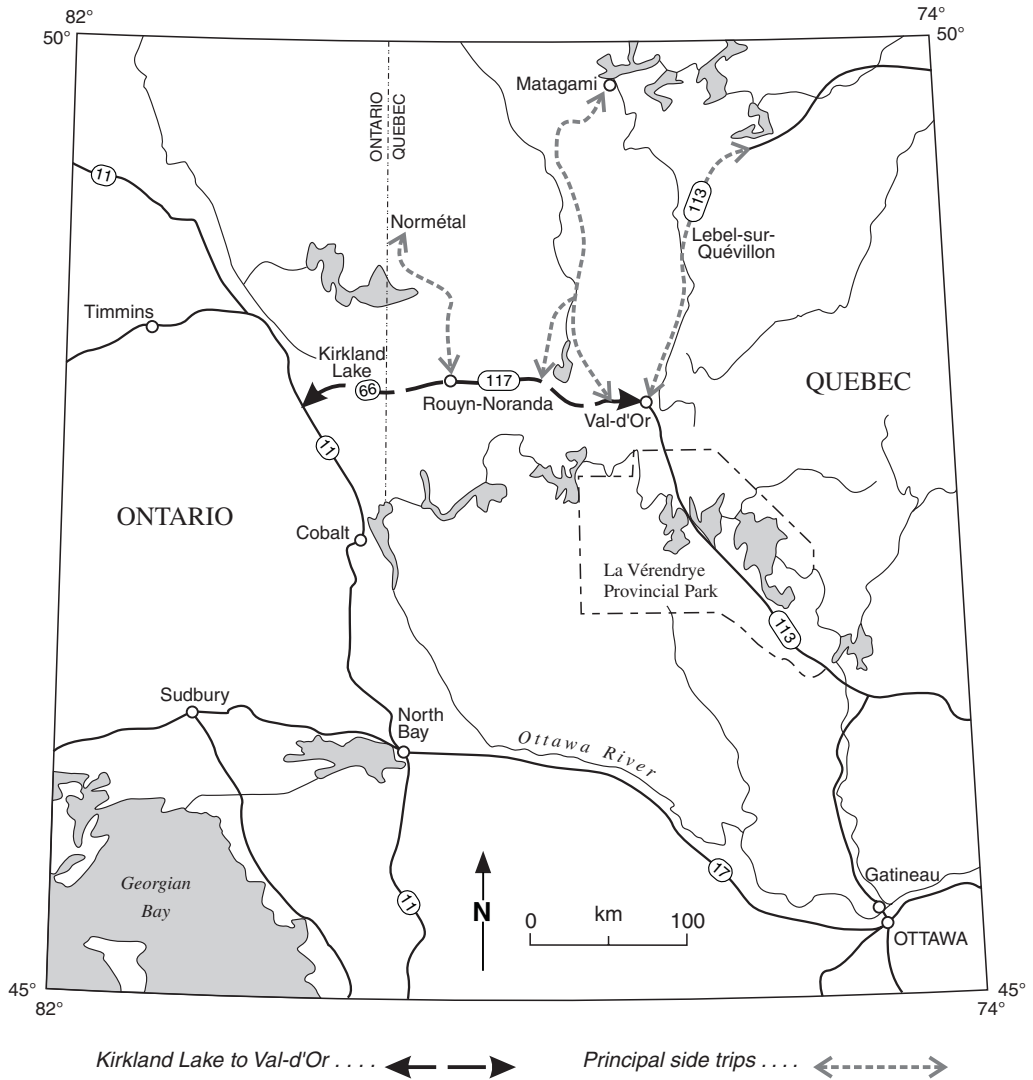 82°
74°
50°
50°
Matagami
ONTARIO
QUEBEC
11
113
Normétal
Lebel-sur-
Quévillon
Timmins
Kirkland
Lake
66
117
QUEBEC
Rouyn-Noranda
Val-d'Or
11
ONTARIO
Cobalt
La Vérendrye
Provincial Park
113
Sudbury
North
Bay
Ottawa River
17
Georgian
Bay
Gatineau
11
N
0 km 100
OTTAWA
45°
45°
82°
74°
Kirkland Lake to Val-d'Or . . . .
Principal side trips . . . .